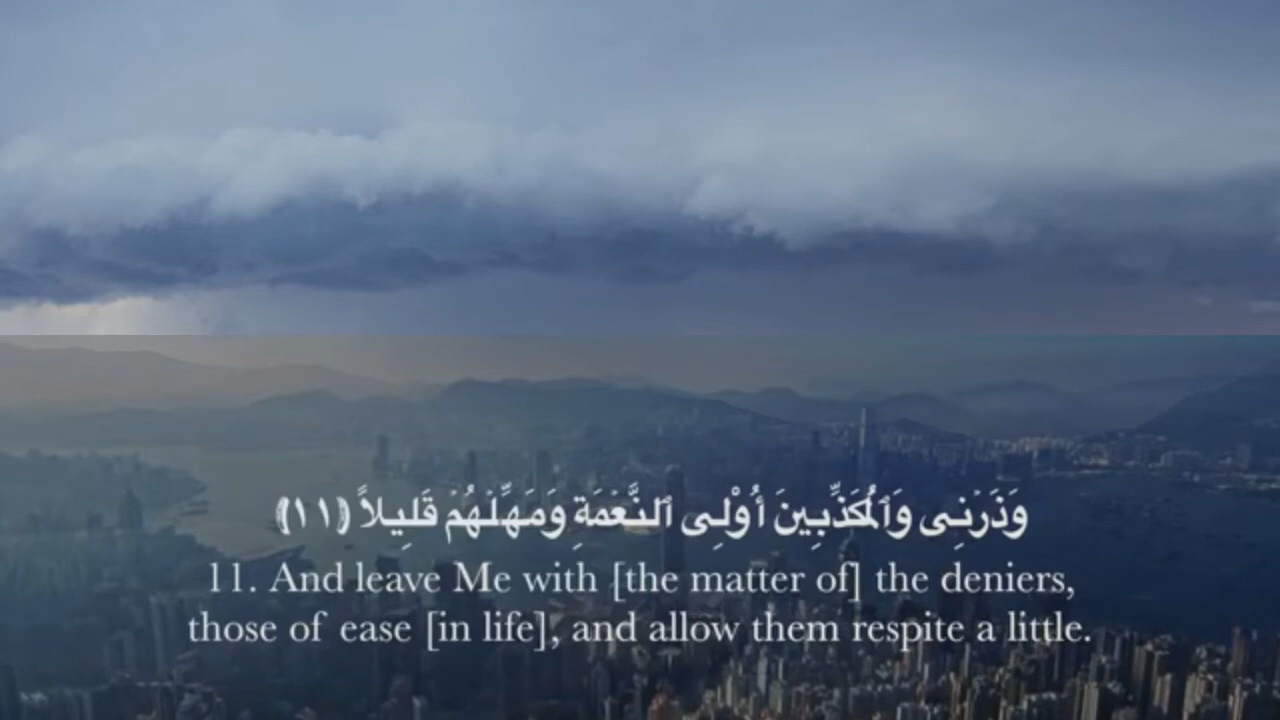 وَذَرْنِى وَٱلْمُكَذِّبِينَ أُوْلِى ٱلنَّعْمَةِ وَمَهِّلْهُمْ قَلِيلاً ﴿١١﴾
11. And leave Me with [the matter of] the deniers,
those of ease [in life], and allow them respite a little.